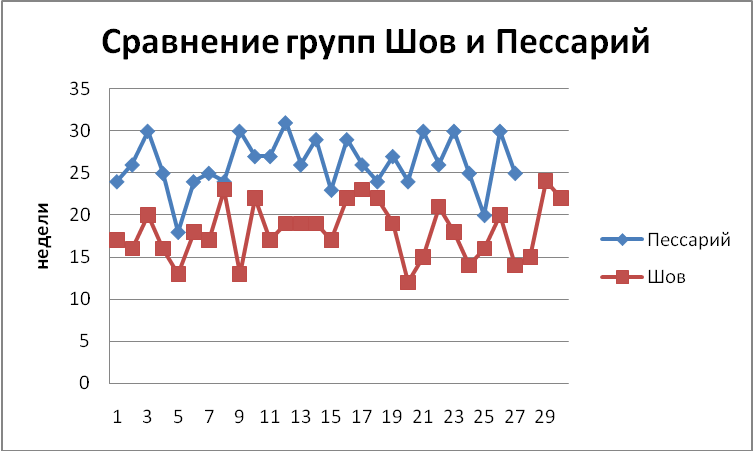 Сравнение групп Шов и Пессарий
35
30
25
20
15
10
5
0
недели
1 3 5 7 9 11 13 15 17 19 21 23 25 27 29
Пессарий
Шов